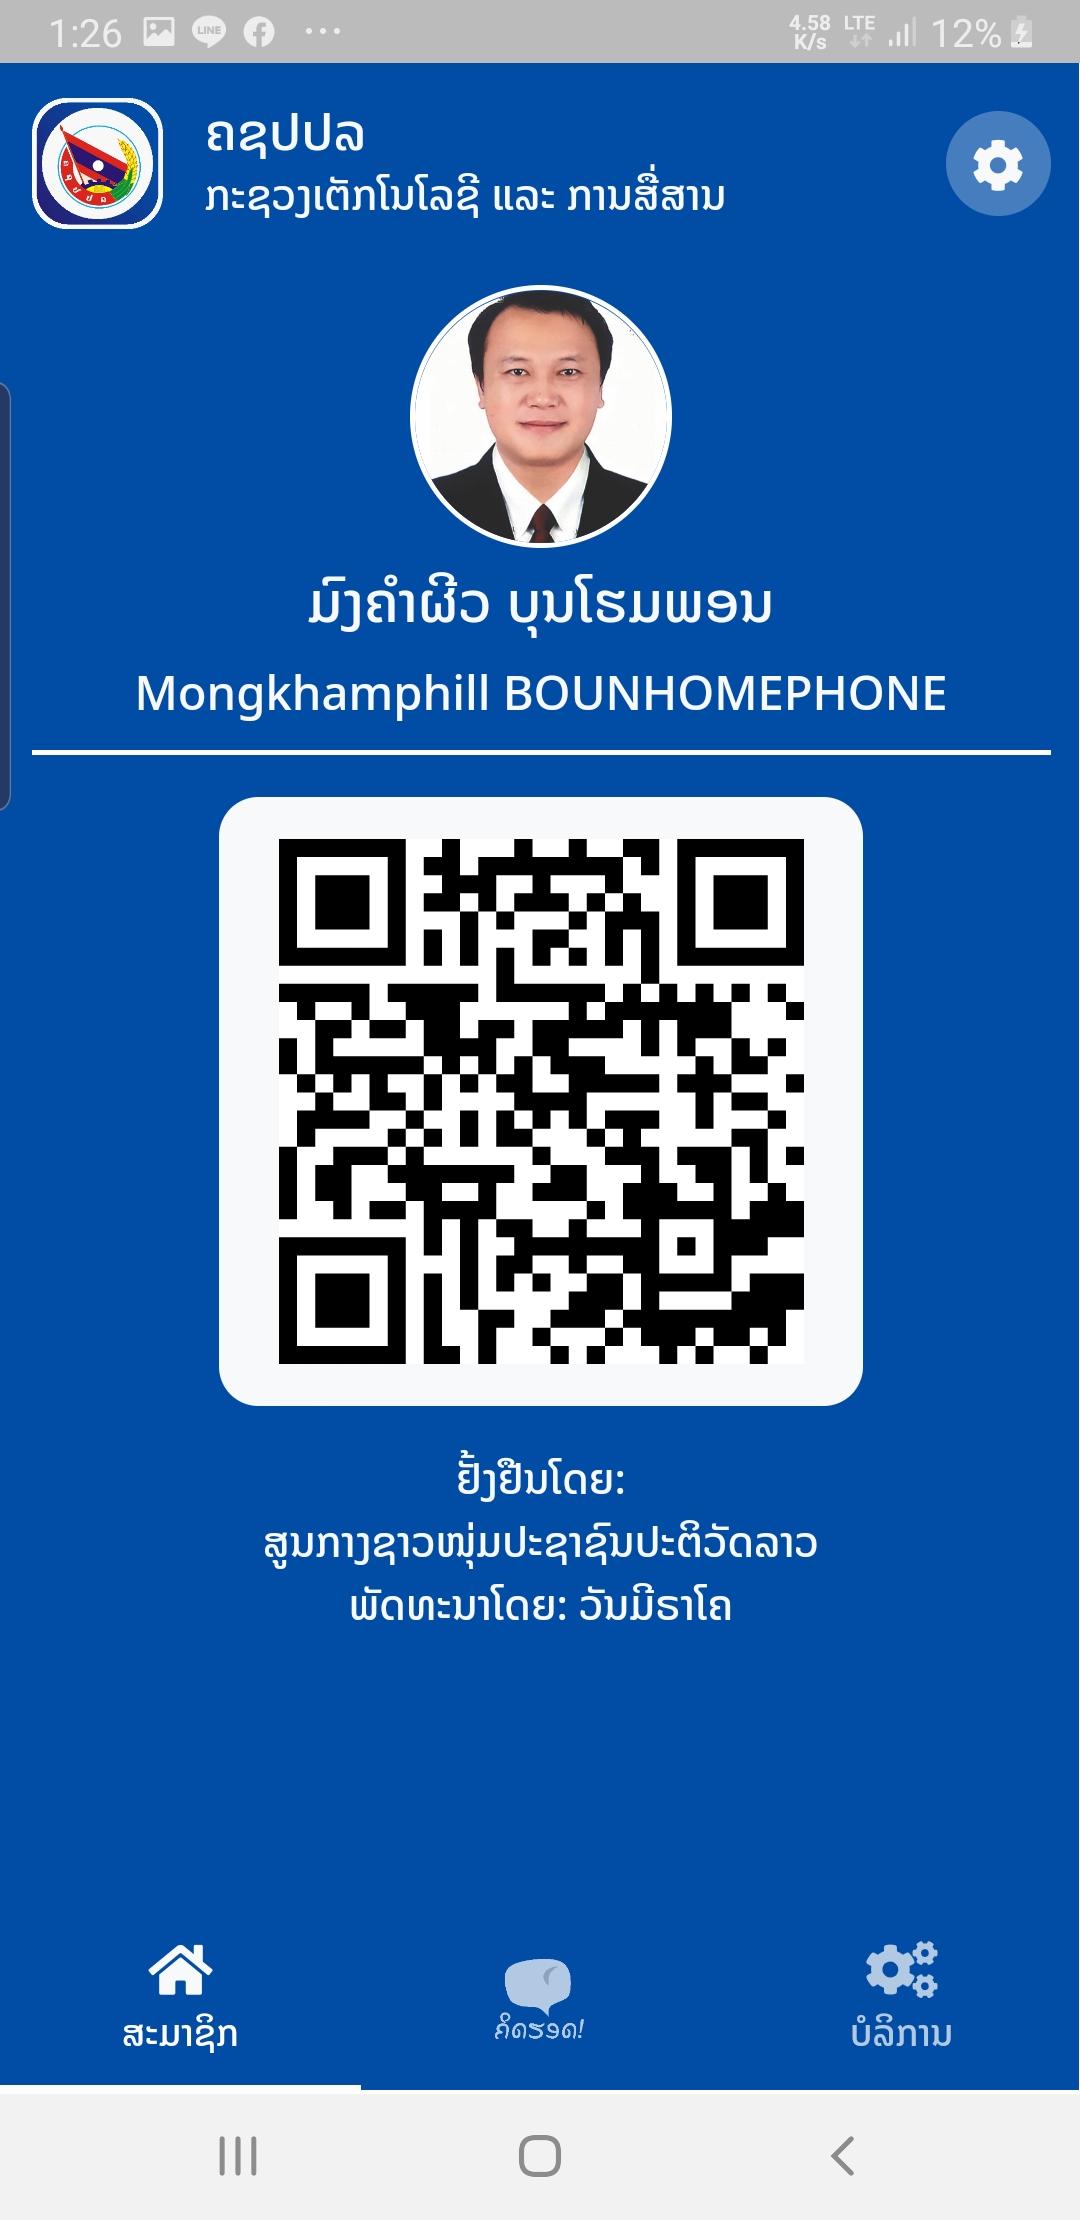 1:26
LINE
4.58 K/s
LTE
12%
ຄຊປປລ
ກະຊວງເຕັກໂນໂລຊີ ແລະ ການສື່ສານ
ມົງຄຳຜີວ ບຸນໂຮມພອນ
Mongkhamphill BOUNHOMEPHONE
ຢັ້ງຢືນໂດຍ:
ສູນກາງຊາວໜຸ່ມປະຊາຊົນປະຕິວັດລາວ
ພັດທະນາໂດຍ: ວັນມີຣາໂຄ
ສະມາຊິກ
ຄິດຮອດ!
ບໍລິການ